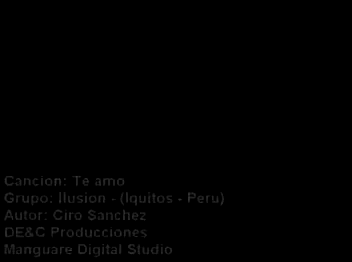 Cancion: Te amo
Grupo: Ilusion - (Iquitos - Peru)
Autor: Ciro Sanchez
DE&C Producciones
Manguare Digital Studio